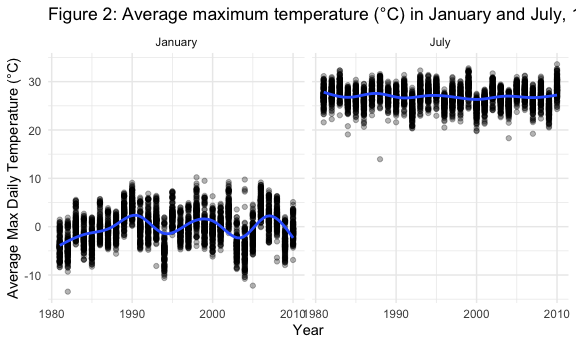 Figure 2: Average maximum temperature (°C) in January and July, 1
January
July
Average Max Daily Temperature (°C)
30
20
10
0
-10
1980
1990
2000
2010
1980
1990
2000
2010
Year